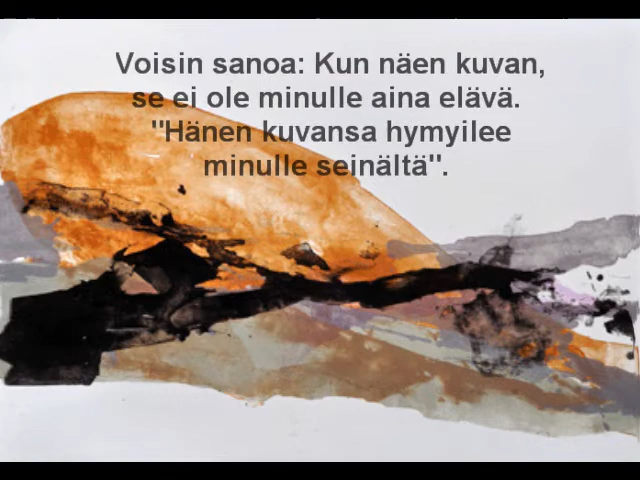 Voisin sanoa: Kun näen kuvan,
se ei ole minulle aina elävä.
"Hänen kuvansa hymyilee
minulle seinältä".